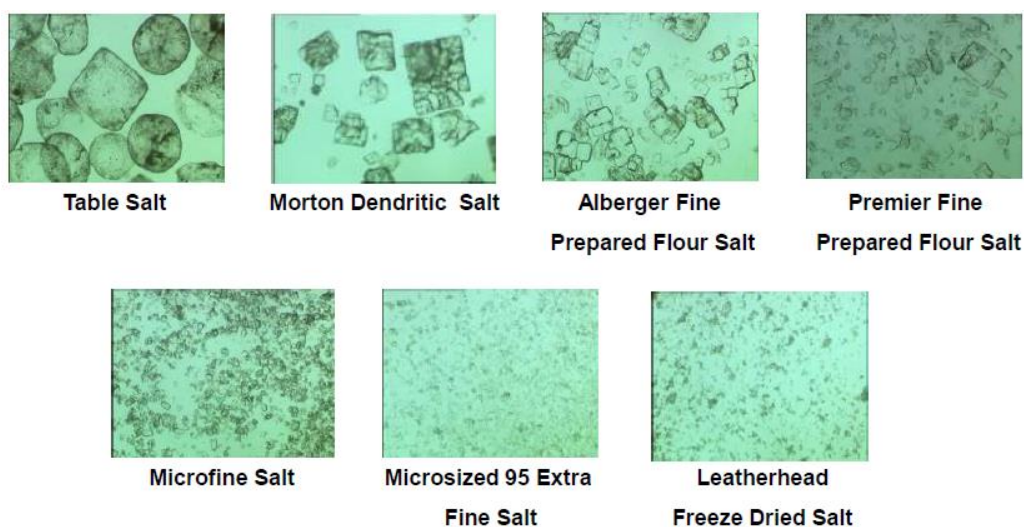 Table Salt
Morton Dendritic Salt
Alberger Fine
Prepared Flour Salt
Premier Fine
Prepared Flour Salt
Microfine Salt
Microsized 95 Extra
Fine Salt
Leatherhead
Freeze Dried Salt